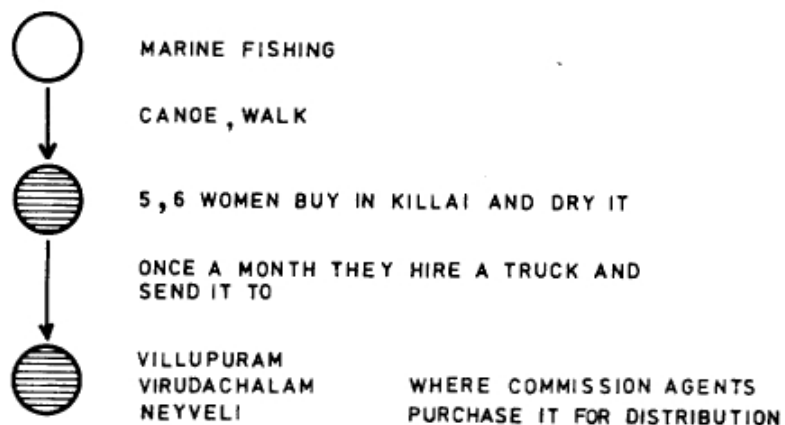 MARINE FISHING
CANOE, WALK
5,6 WOMEN BUY IN KILLAI AND DRY IT
ONCE A MONTH THEY HIRE A TRUCK AND
SEND IT TO
VILLUPURAM
VIRUDACHALAM WHERE COMMISSION AGENTS
NEYVELI PURCHASE IT FOR DISTRIBUTION